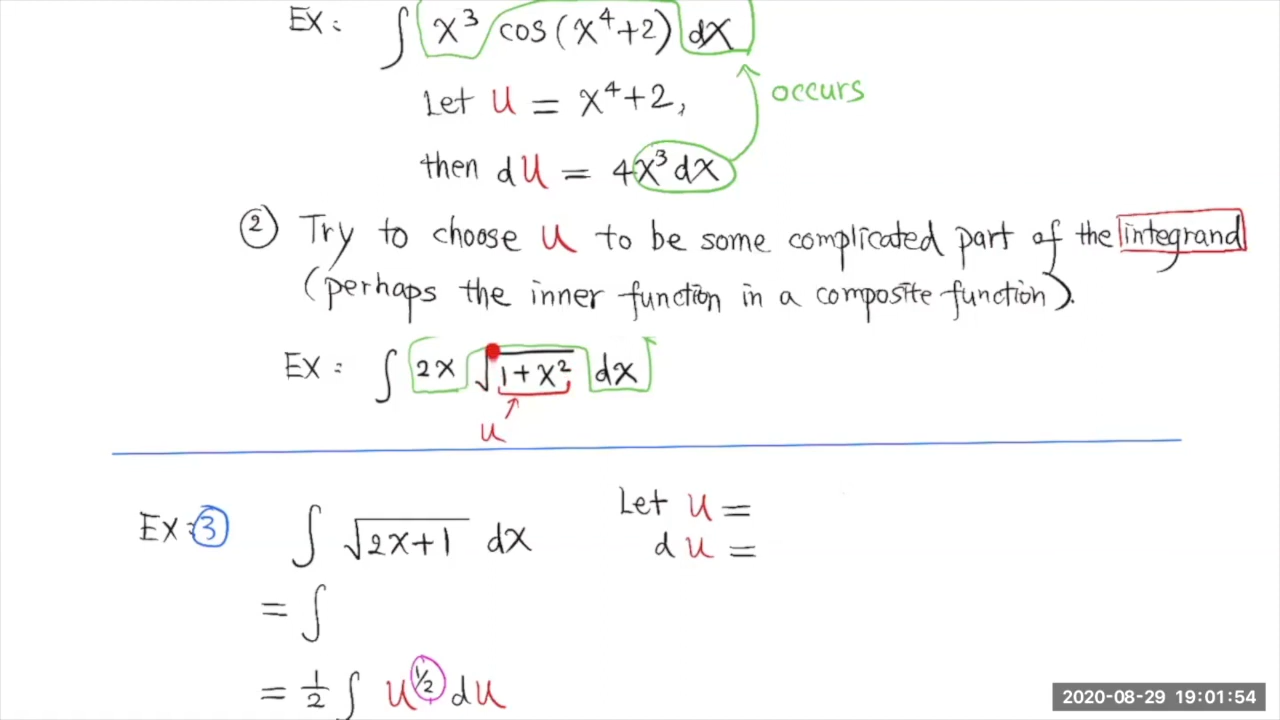 EX: ∫ x³ cos(x⁴+2) dx
Let u = x⁴+2,
occurs
then du = 4x³dx
② Try to choose u to be some complicated part of the integrand
(perhaps the inner function in a composite function).
EX: ∫ 2x √(1+x²) dx
u
EX:③ ∫ √(2x+1) dx
Let u =
du =
= ∫
= 1/2 ∫ u^(1/2) du
2020-08-29 19:01:54